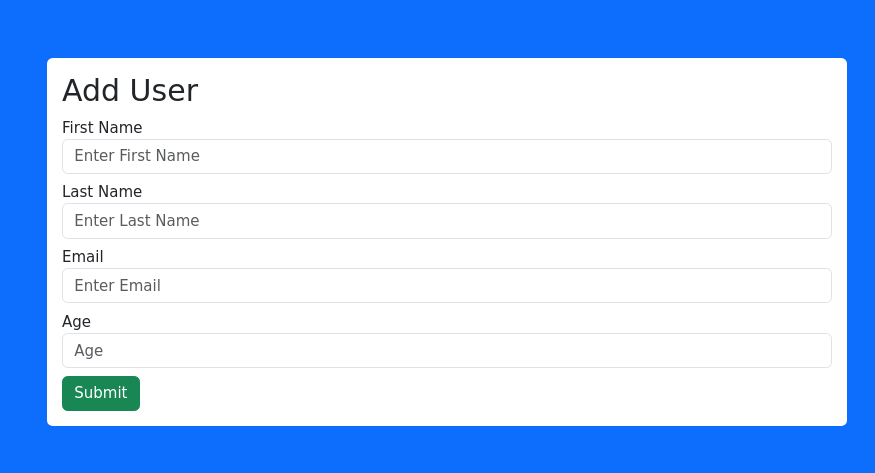 Add User
First Name
Enter First Name
Last Name
Enter Last Name
Email
Enter Email
Age
Age
Submit